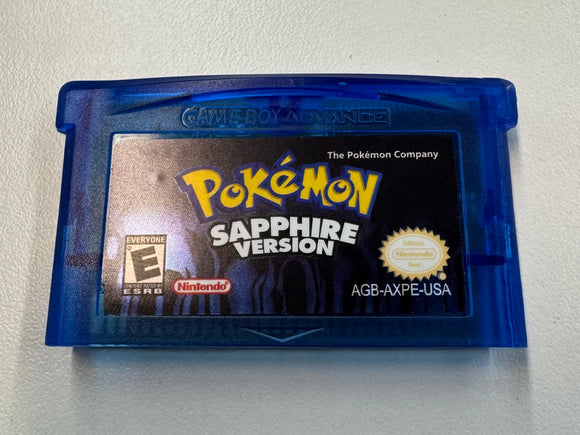 GAME BOY ADVANCE
The Pokémon Company
POKéMON
SAPPHIRE
VERSION
EVERYONE
E
CONTENT RATED BY
ESRB
Nintendo
Official
Nintendo
Seal
AGB-AXPE-USA